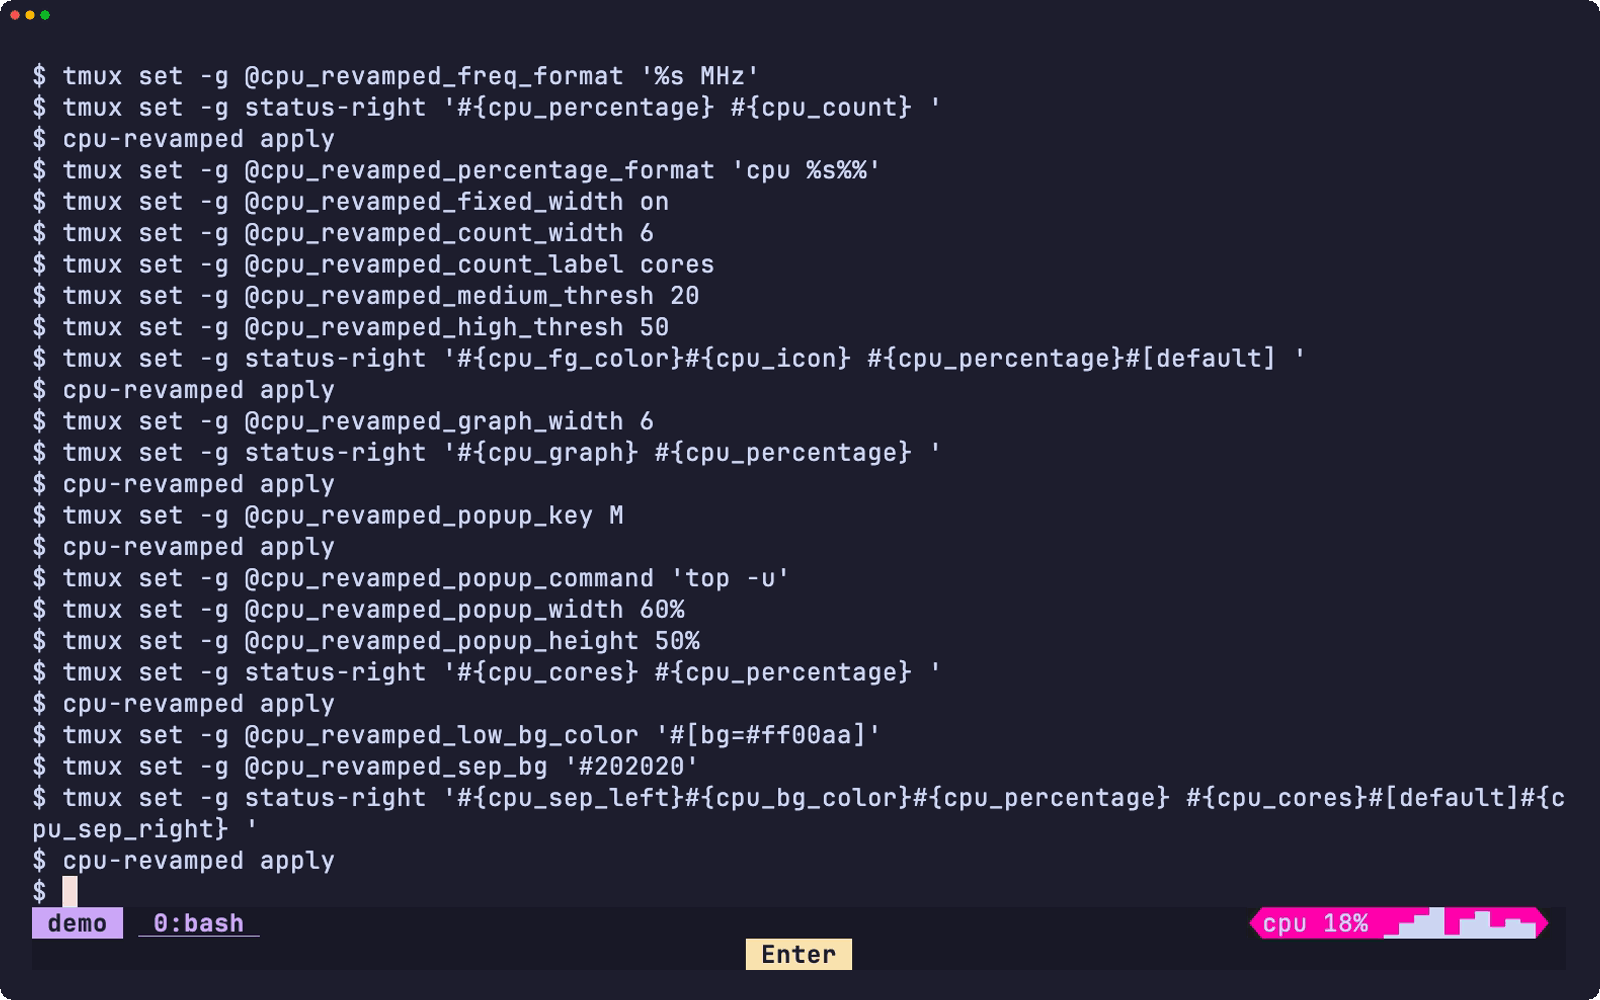 $ tmux set -g @cpu_revamped_freq_format '%s MHz'
$ tmux set -g status-right '#{cpu_percentage} #{cpu_count} '
$ cpu-revamped apply
$ tmux set -g @cpu_revamped_percentage_format 'cpu %s%%'
$ tmux set -g @cpu_revamped_fixed_width on
$ tmux set -g @cpu_revamped_count_width 6
$ tmux set -g @cpu_revamped_count_label cores
$ tmux set -g @cpu_revamped_medium_thresh 20
$ tmux set -g @cpu_revamped_high_thresh 50
$ tmux set -g status-right '#{cpu_fg_color}#{cpu_icon} #{cpu_percentage}#[default] '
$ cpu-revamped apply
$ tmux set -g @cpu_revamped_graph_width 6
$ tmux set -g status-right '#{cpu_graph} #{cpu_percentage} '
$ cpu-revamped apply
$ tmux set -g @cpu_revamped_popup_key M
$ cpu-revamped apply
$ tmux set -g @cpu_revamped_popup_command 'top -u'
$ tmux set -g @cpu_revamped_popup_width 60%
$ tmux set -g @cpu_revamped_popup_height 50%
$ tmux set -g status-right '#{cpu_cores} #{cpu_percentage} '
$ cpu-revamped apply
$ tmux set -g @cpu_revamped_low_bg_color '#[bg=#ff00aa]'
$ tmux set -g @cpu_revamped_sep_bg '#202020'
$ tmux set -g status-right '#{cpu_sep_left}#{cpu_bg_color}#{cpu_percentage} #{cpu_cores}#[default]#{c
pu_sep_right} '
$ cpu-revamped apply
$
demo 0:bash cpu 18%
Enter